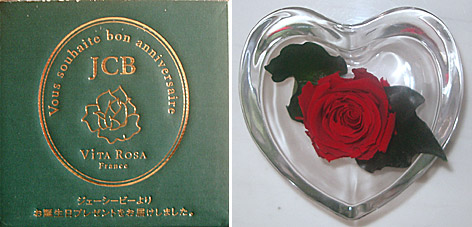 Vous souhaite bon anniversaire
JCB
VITA ROSA
France
ジェーシービーより
お誕生日プレゼントをお届けしました。